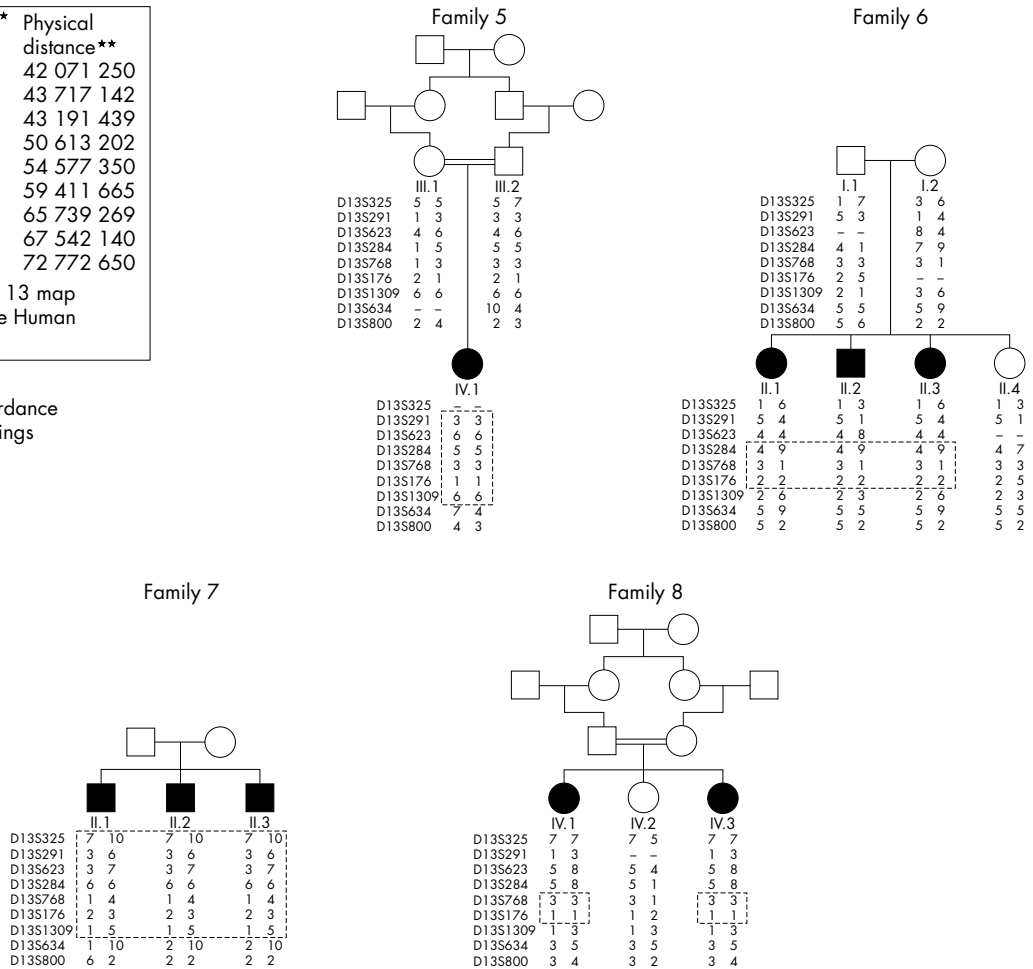 ★ Physical
distance★★
42 071 250
43 717 142
43 191 439
50 613 202
54 577 350
59 411 665
65 739 269
67 542 140
72 772 650
13 map
e Human
rdance
ings
Family 5
III.1 III.2
D13S325 5 5 5 7
D13S291 1 3 3 3
D13S623 4 6 4 6
D13S284 1 5 5 5
D13S768 1 3 3 3
D13S176 2 1 2 1
D13S1309 6 6 6 6
D13S634 – – 10 4
D13S800 2 4 2 3
IV.1
D13S325 – –
D13S291 3 3
D13S623 6 6
D13S284 5 5
D13S768 3 3
D13S176 1 1
D13S1309 6 6
D13S634 7 4
D13S800 4 3
Family 6
I.1 I.2
D13S325 1 7 3 6
D13S291 5 3 1 4
D13S623 – – 8 4
D13S284 4 1 7 9
D13S768 3 3 3 1
D13S176 2 5 – –
D13S1309 2 1 3 6
D13S634 5 5 5 9
D13S800 5 6 2 2
II.1 II.2 II.3 II.4
D13S325 1 6 1 3 1 6 1 3
D13S291 5 4 5 1 5 4 5 1
D13S623 4 4 4 8 4 4 – –
D13S284 4 9 4 9 4 9 4 7
D13S768 3 1 3 1 3 1 3 3
D13S176 2 2 2 2 2 2 2 5
D13S1309 2 6 2 3 2 6 2 3
D13S634 5 9 5 5 5 9 5 5
D13S800 5 2 5 2 5 2 5 2
Family 7
II.1 II.2 II.3
D13S325 7 10 7 10 7 10
D13S291 3 6 3 6 3 6
D13S623 3 7 3 7 3 7
D13S284 6 6 6 6 6 6
D13S768 1 4 1 4 1 4
D13S176 2 3 2 3 2 3
D13S1309 1 5 1 5 1 5
D13S634 1 10 2 10 2 10
D13S800 6 2 2 2 2 2
Family 8
IV.1 IV.2 IV.3
D13S325 7 7 7 5 7 7
D13S291 1 3 – – 1 3
D13S623 5 8 5 4 5 8
D13S284 5 8 5 1 5 8
D13S768 3 3 3 1 3 3
D13S176 1 1 1 2 1 1
D13S1309 1 3 1 3 1 3
D13S634 3 5 3 5 3 5
D13S800 3 4 3 2 3 4